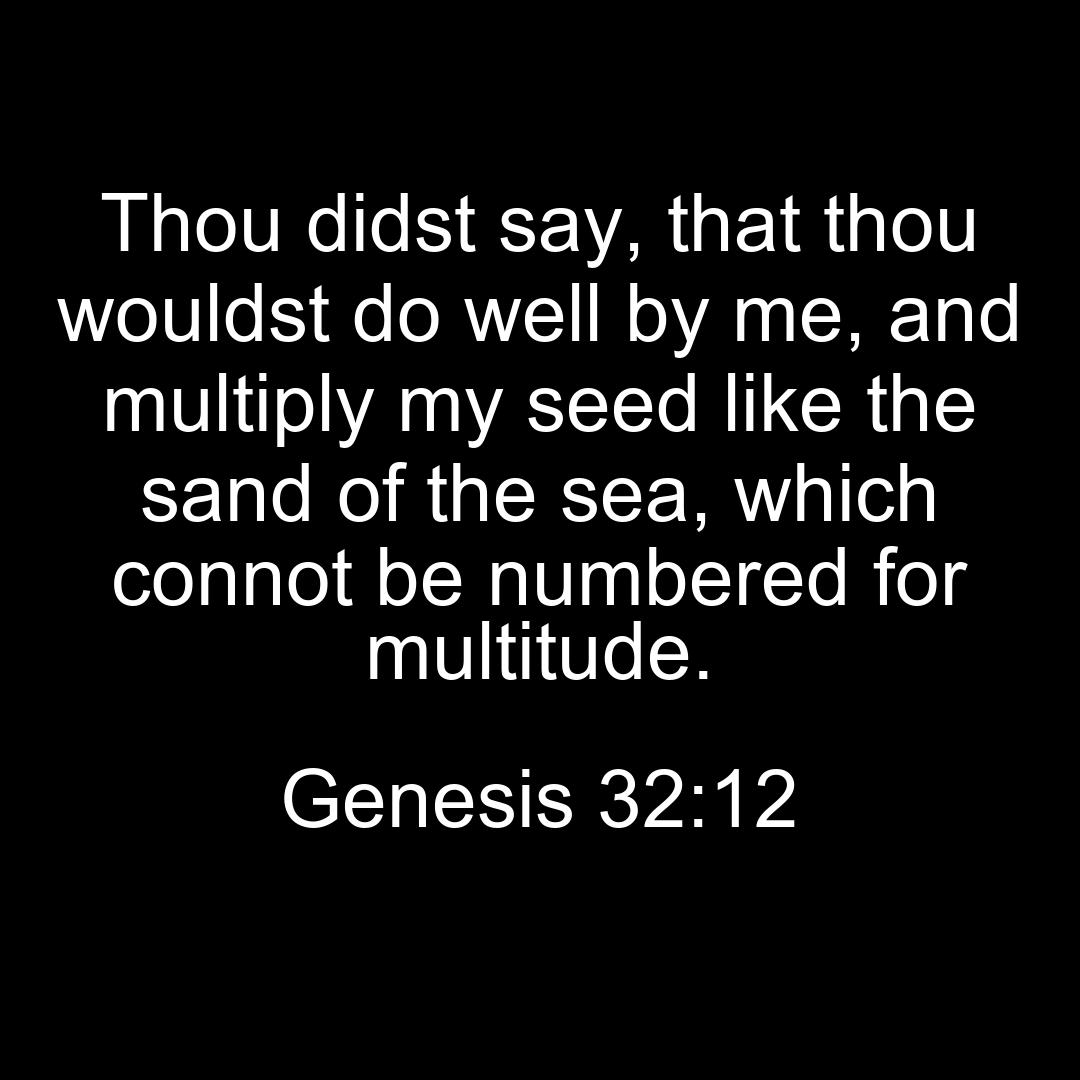 Thou didst say, that thou
wouldst do well by me, and
multiply my seed like the
sand of the sea, which
connot be numbered for
multitude.
Genesis 32:12